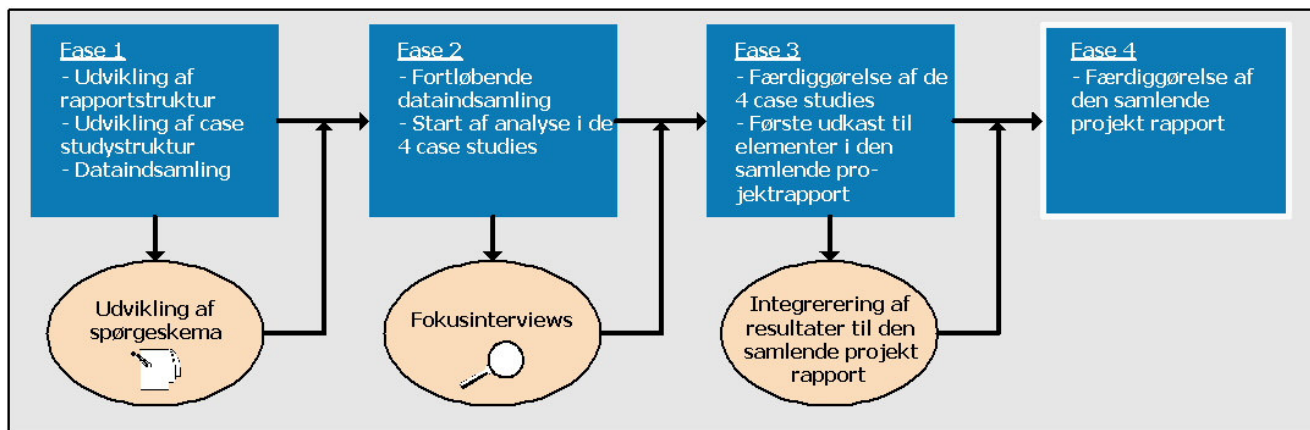 Fase 1
- Udvikling af
rapportstruktur
- Udvikling af case
studystruktur
- Dataindsamling
Udvikling af
spørgeskema
Fase 2
- Fortløbende
dataindsamling
- Start af analyse i de
4 case studies
Fokusinterviews
Fase 3
- Færdiggørelse af de
4 case studies
- Første udkast til
elementer i den
samlende pro-
jektrapport
Integrerering af
resultater til den
samlende projekt
rapport
Fase 4
- Færdiggørelse af
den samlende
projekt rapport